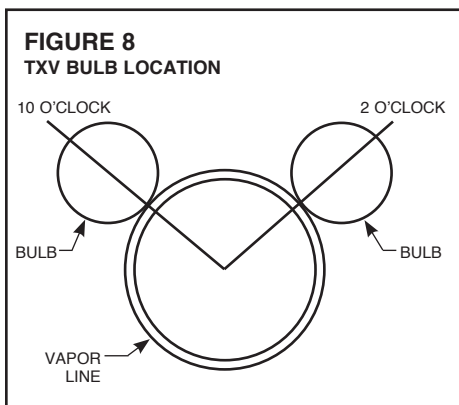 FIGURE 8
TXV BULB LOCATION
10 O'CLOCK
2 O'CLOCK
BULB
BULB
VAPOR
LINE